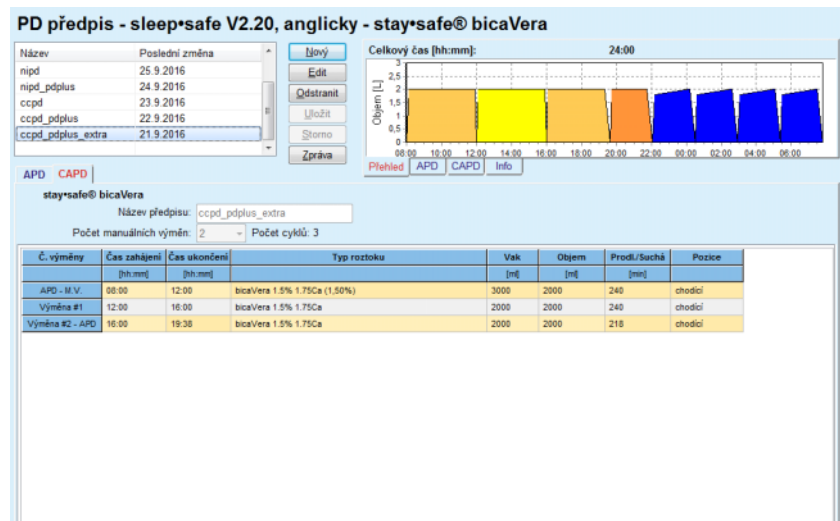 PD předpis - sleep•safe V2.20, anglicky - stay•safe® bicaVera
Název Poslední změna
nipd 25.9.2016
nipd_pdplus 24.9.2016
ccpd 23.9.2016
ccpd_pdplus 22.9.2016
ccpd_pdplus_extra 21.9.2016
Nový
Edit
Odstranit
Uložit
Storno
Zpráva
Celkový čas [hh:mm]: 24:00
Objem [L]
3
2,5
2
1,5
1
0,5
0
08:00 10:00 12:00 14:00 16:00 18:00 20:00 22:00 00:00 02:00 04:00 06:00
Přehled APD CAPD Info
APD CAPD
stay•safe® bicaVera
Název předpisu: ccpd_pdplus_extra
Počet manuálních výměn: 2 Počet cyklů: 3
Č. výměny Čas zahájení Čas ukončení Typ roztoku Vak Objem Prodl./Suchá Pozice
[hh:mm] [hh:mm] [ml] [ml] [min]
APD - M.V. 08:00 12:00 bicaVera 1.5% 1.75Ca (1,50%) 3000 2000 240 chodící
Výměna #1 12:00 16:00 bicaVera 1.5% 1.75Ca 2000 2000 240 chodící
Výměna #2 - APD 16:00 19:38 bicaVera 1.5% 1.75Ca 2000 2000 218 chodící